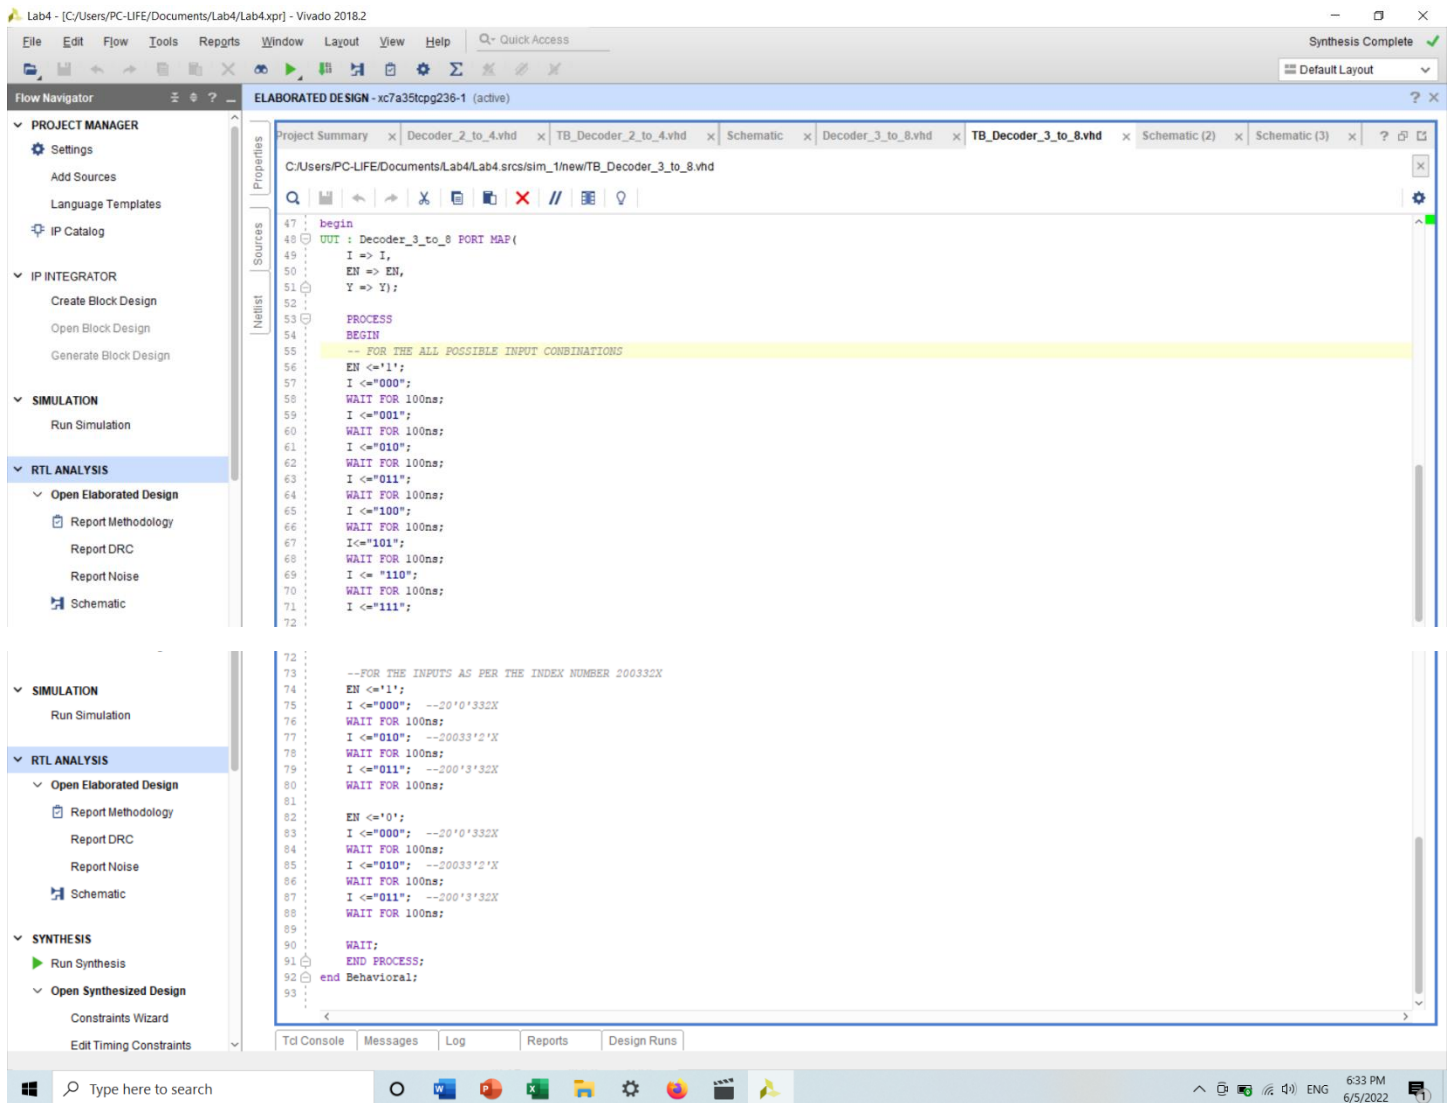 Lab4 - [C:/Users/PC-LIFE/Documents/Lab4/Lab4.xpr] - Vivado 2018.2
File Edit Flow Tools Reports Window Layout View Help Quick Access Synthesis Complete
Default Layout
Flow Navigator ELABORATED DESIGN - xc7a35tcpg236-1 (active)
PROJECT MANAGER
Settings
Add Sources
Language Templates
IP Catalog
IP INTEGRATOR
Create Block Design
Open Block Design
Generate Block Design
SIMULATION
Run Simulation
RTL ANALYSIS
Open Elaborated Design
Report Methodology
Report DRC
Report Noise
Schematic
Properties
Sources
Netlist
Project Summary Decoder_2_to_4.vhd TB_Decoder_2_to_4.vhd Schematic Decoder_3_to_8.vhd TB_Decoder_3_to_8.vhd Schematic (2) Schematic (3)
C:/Users/PC-LIFE/Documents/Lab4/Lab4.srcs/sim_1/new/TB_Decoder_3_to_8.vhd
47 begin
48 UUT : Decoder_3_to_8 PORT MAP(
49 I => I,
50 EN => EN,
51 Y => Y);
52
53 PROCESS
54 BEGIN
55 -- FOR THE ALL POSSIBLE INPUT CONBINATIONS
56 EN <='1';
57 I <="000";
58 WAIT FOR 100ns;
59 I <="001";
60 WAIT FOR 100ns;
61 I <="010";
62 WAIT FOR 100ns;
63 I <="011";
64 WAIT FOR 100ns;
65 I <="100";
66 WAIT FOR 100ns;
67 I<="101";
68 WAIT FOR 100ns;
69 I <= "110";
70 WAIT FOR 100ns;
71 I <="111";
72
SIMULATION
Run Simulation
RTL ANALYSIS
Open Elaborated Design
Report Methodology
Report DRC
Report Noise
Schematic
SYNTHESIS
Run Synthesis
Open Synthesized Design
Constraints Wizard
Edit Timing Constraints
72
73 --FOR THE INPUTS AS PER THE INDEX NUMBER 200332X
74 EN <='1';
75 I <="000"; --20'0'332X
76 WAIT FOR 100ns;
77 I <="010"; --20033'2'X
78 WAIT FOR 100ns;
79 I <="011"; --200'3'32X
80 WAIT FOR 100ns;
81
82 EN <='0';
83 I <="000"; --20'0'332X
84 WAIT FOR 100ns;
85 I <="010"; --20033'2'X
86 WAIT FOR 100ns;
87 I <="011"; --200'3'32X
88 WAIT FOR 100ns;
89
90 WAIT;
91 END PROCESS;
92 end Behavioral;
93
Tcl Console Messages Log Reports Design Runs
Type here to search ENG 6:33 PM
6/5/2022